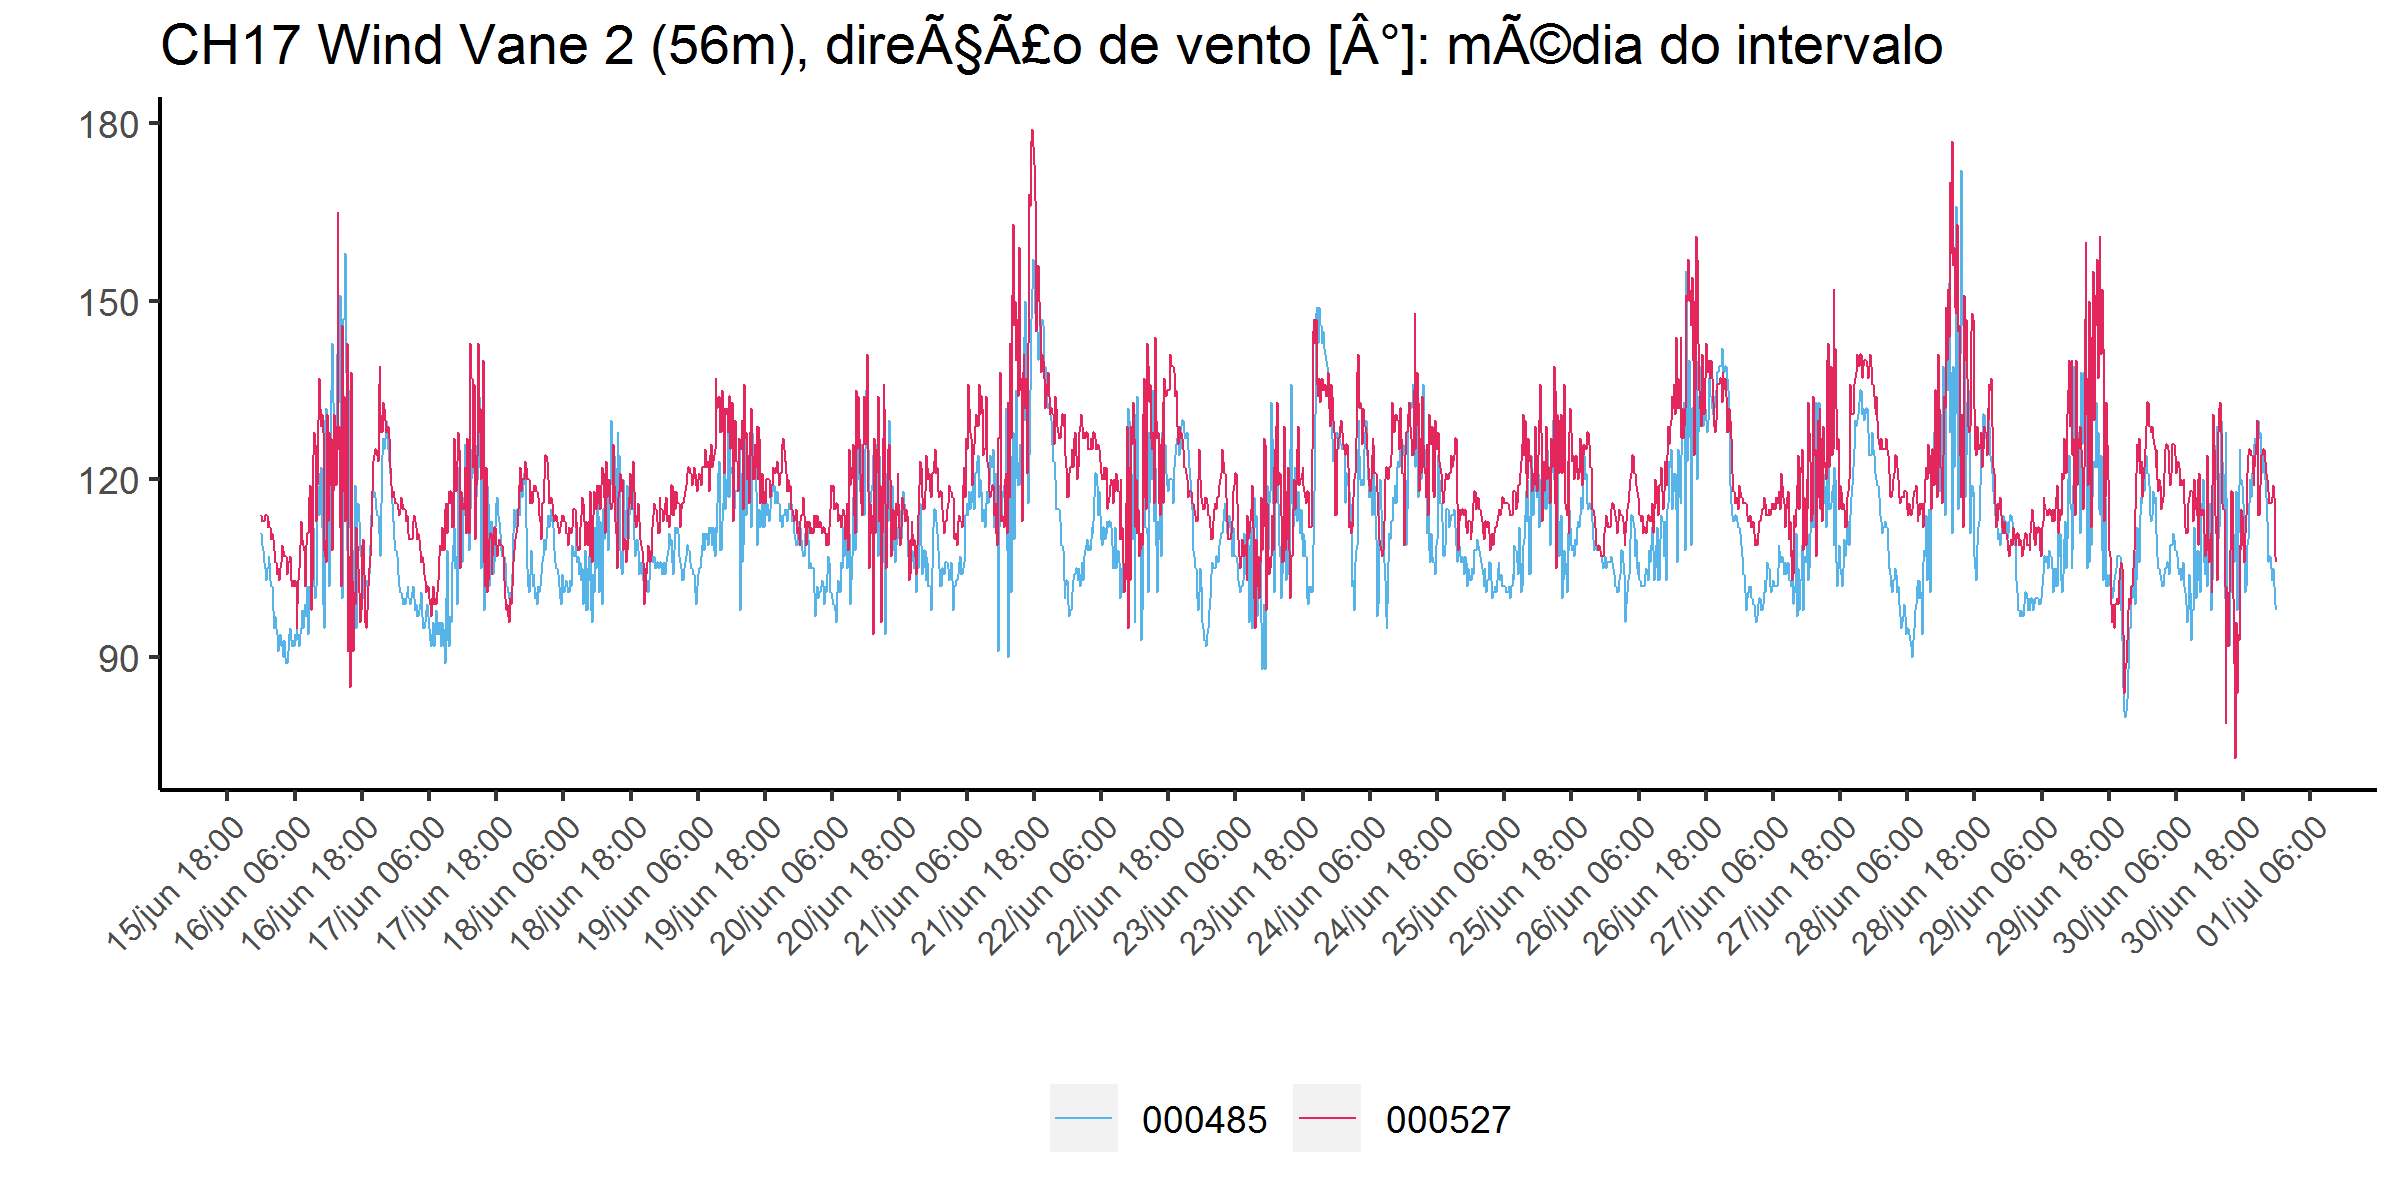 CH17 Wind Vane 2 (56m), direÃ§Ã£o de vento [Â°]: mÃ©dia do intervalo
180
150
120
90
15/jun 18:00
16/jun 06:00
16/jun 18:00
17/jun 06:00
17/jun 18:00
18/jun 06:00
18/jun 18:00
19/jun 06:00
19/jun 18:00
20/jun 06:00
20/jun 18:00
21/jun 06:00
21/jun 18:00
22/jun 06:00
22/jun 18:00
23/jun 06:00
23/jun 18:00
24/jun 06:00
24/jun 18:00
25/jun 06:00
25/jun 18:00
26/jun 06:00
26/jun 18:00
27/jun 06:00
27/jun 18:00
28/jun 06:00
28/jun 18:00
29/jun 06:00
29/jun 18:00
30/jun 06:00
30/jun 18:00
01/jul 06:00
000485 000527